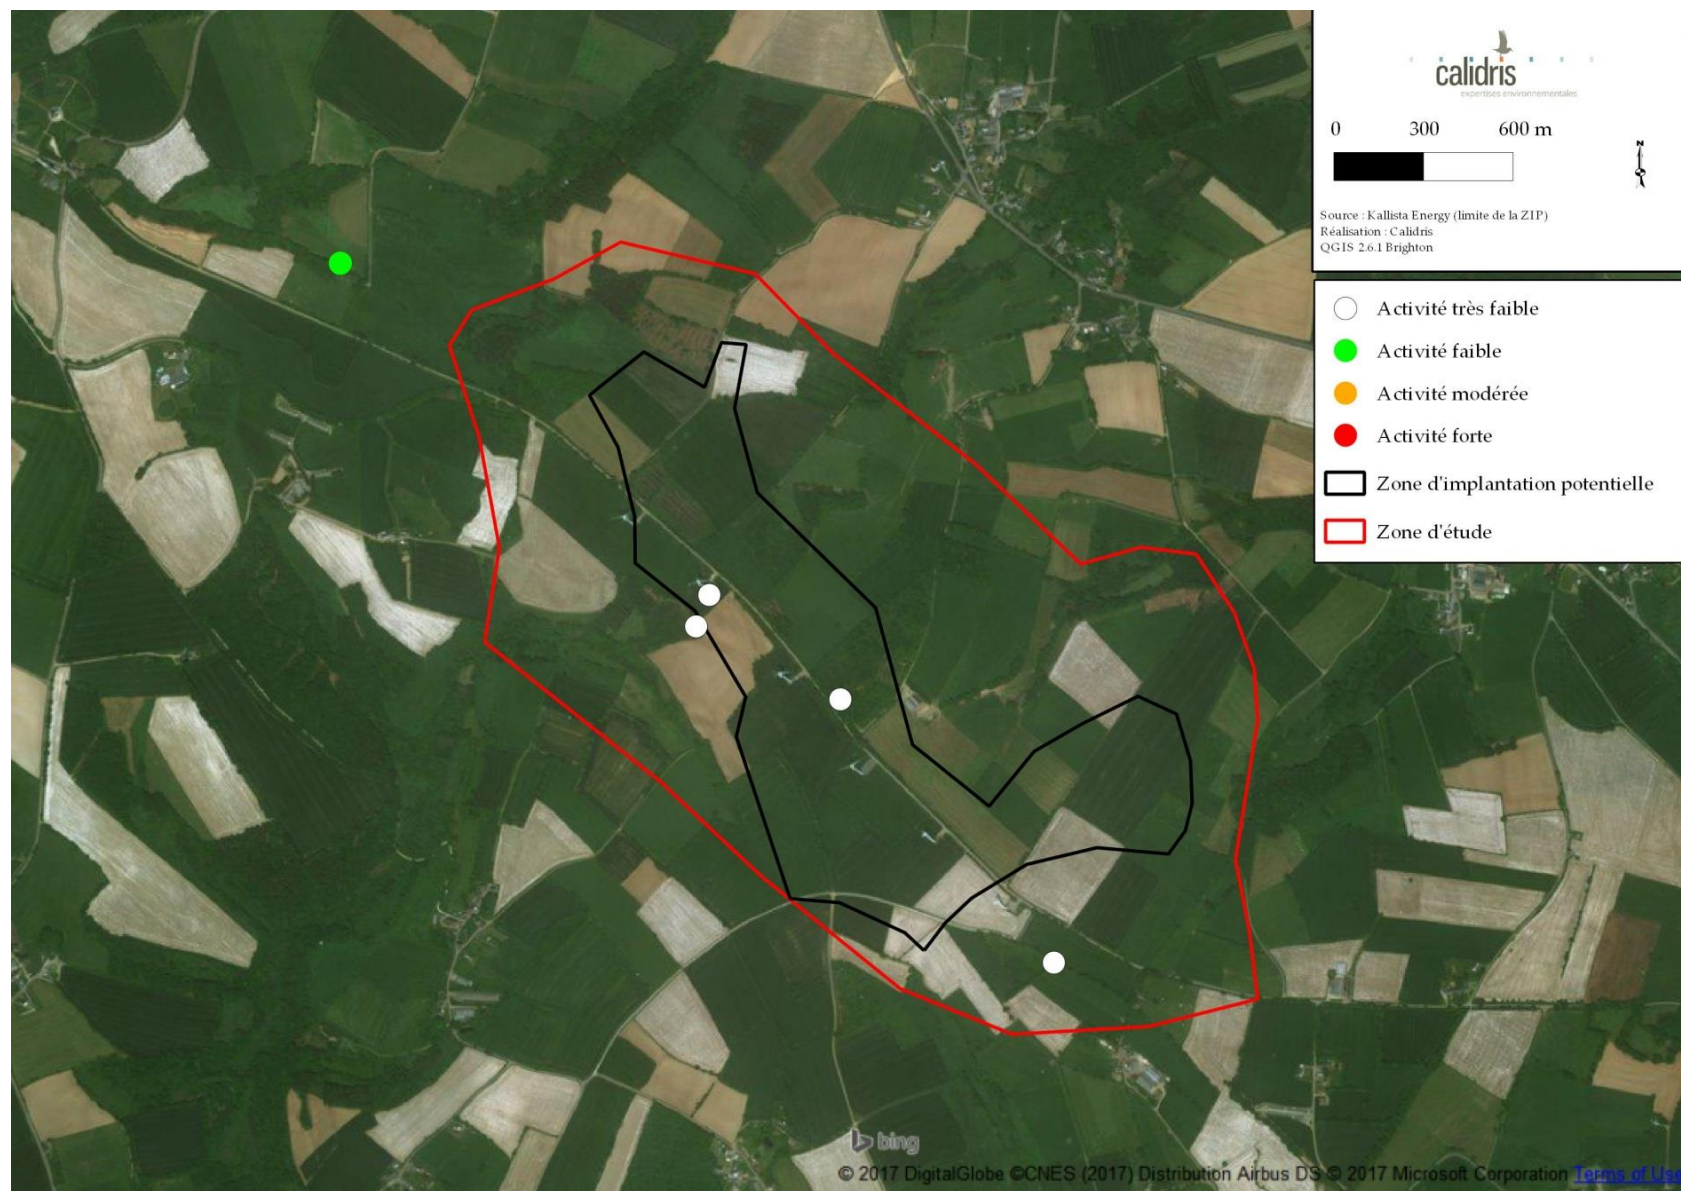 calidris
expertises environnementales
0 300 600 m
N
Source : Kallista Energy (limite de la ZIP)
Réalisation : Calidris
QGIS 2.6.1 Brighton
Activité très faible
Activité faible
Activité modérée
Activité forte
Zone d'implantation potentielle
Zone d'étude
bing
© 2017 DigitalGlobe ©CNES (2017) Distribution Airbus DS © 2017 Microsoft Corporation Terms of Use